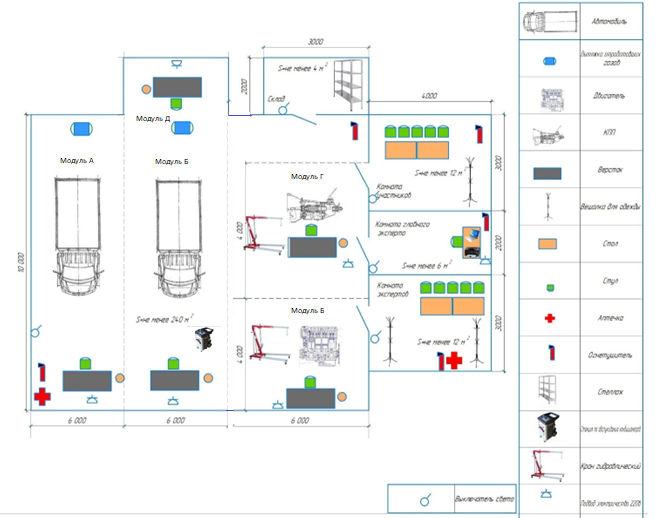 3000
2000
S=не менее 4 м²
Склад
4000
Модуль Д
Модуль А
Модуль Б
Модуль Г
S=не менее 12 м²
3000
Комната
участников
4 000
Комната главного
эксперта
S=не менее 6 м²
2000
10 000
S=не менее 240 м²
Комната
экспертов
Модуль Б
S=не менее 12 м²
3000
4 000
6 000
6 000
6 000
Автомобиль
Вытяжка отработавших
газов
Двигатель
КПП
Верстак
Вешалка для одежды
Стол
Стул
Аптечка
Огнетушитель
Стеллаж
Кран гидравлический
Подвод электричества 220В
Выключатель света